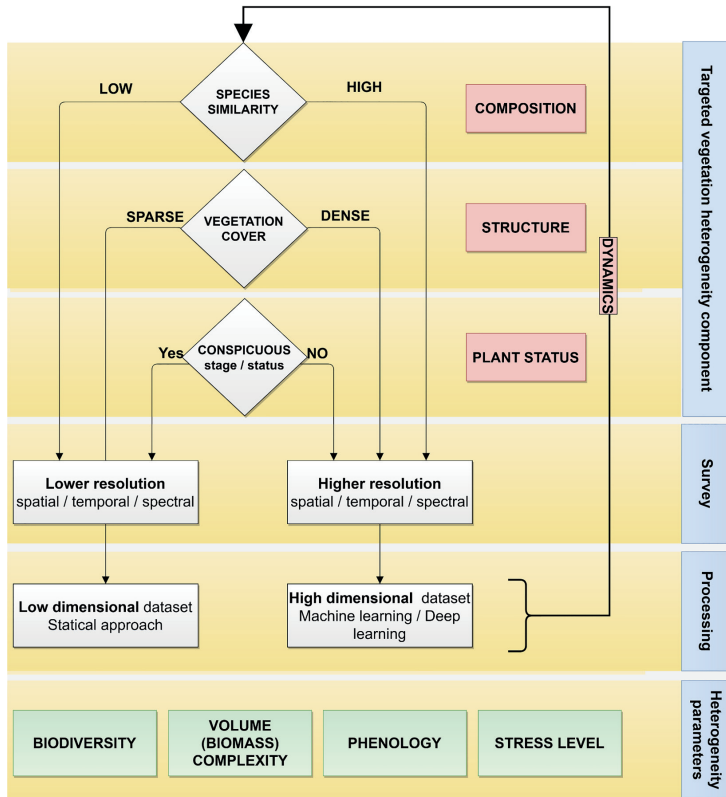 SPECIES
SIMILARITY
LOW
HIGH
COMPOSITION
VEGETATION
COVER
SPARSE
DENSE
STRUCTURE
CONSPICUOUS
stage / status
Yes
NO
PLANT STATUS
DYNAMICS
Targeted vegetation heterogeneity
component
Lower resolution
spatial / temporal / spectral
Higher resolution
spatial / temporal / spectral
Survey
Low dimensional dataset
Statical approach
High dimensional dataset
Machine learning / Deep
learning
Processing
BIODIVERSITY
VOLUME
(BIOMASS)
COMPLEXITY
PHENOLOGY
STRESS LEVEL
Heterogeneity
parameters